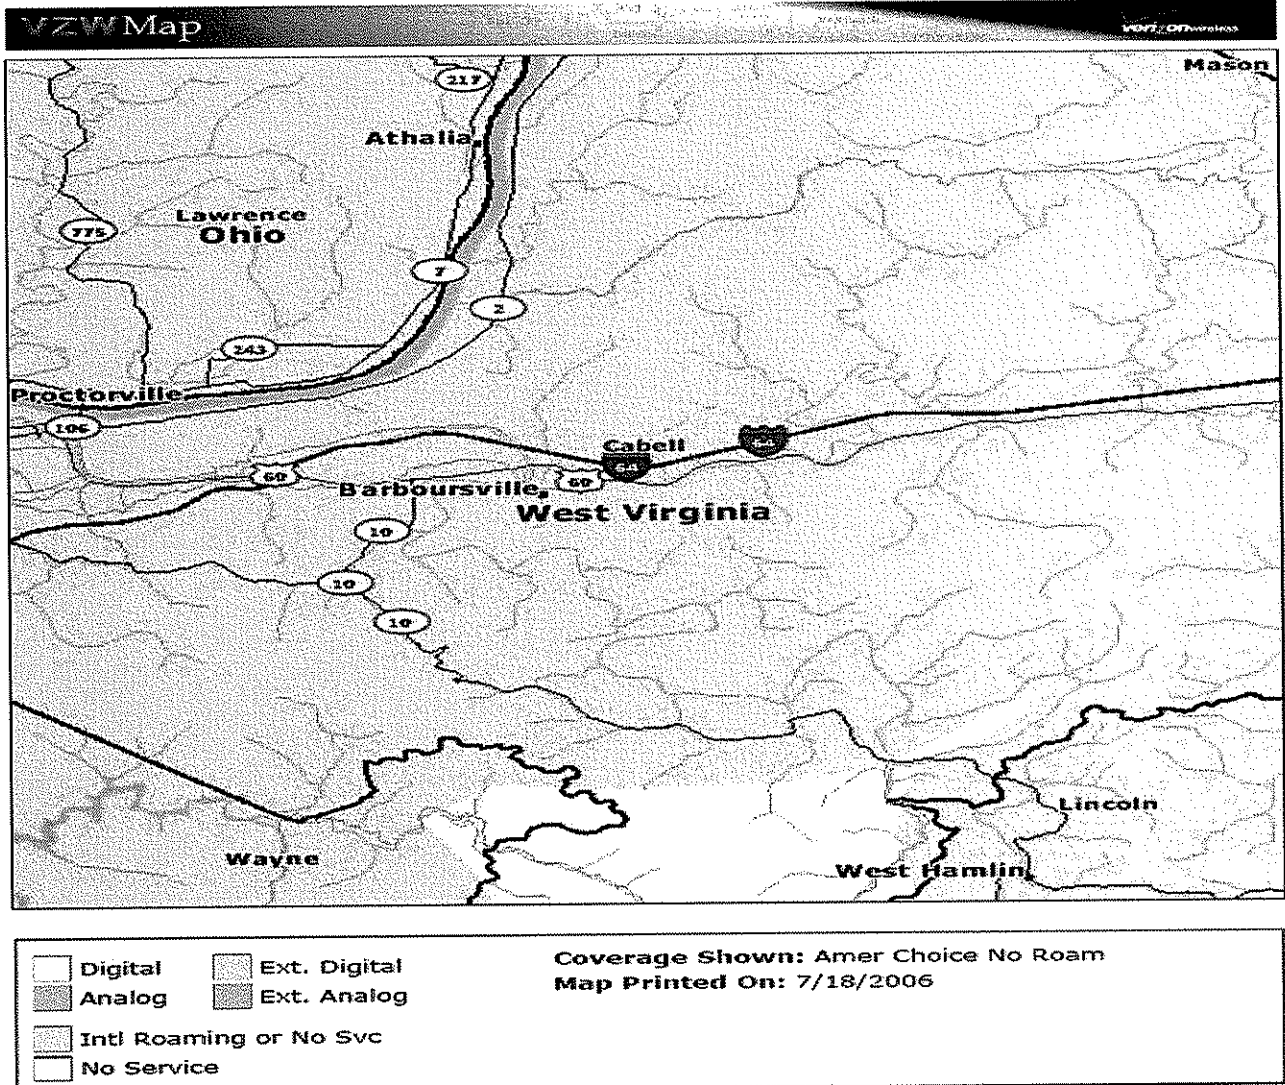 VZW Map
verizonwireless
Mason
217
Athalia
Lawrence
Ohio
775
7
2
243
Proctorville
106
Cabell
64
60
60
Barboursville
West Virginia
10
10
10
Lincoln
Wayne
West Hamlin
Digital
Ext. Digital
Analog
Ext. Analog
Intl Roaming or No Svc
No Service
Coverage Shown: Amer Choice No Roam
Map Printed On: 7/18/2006